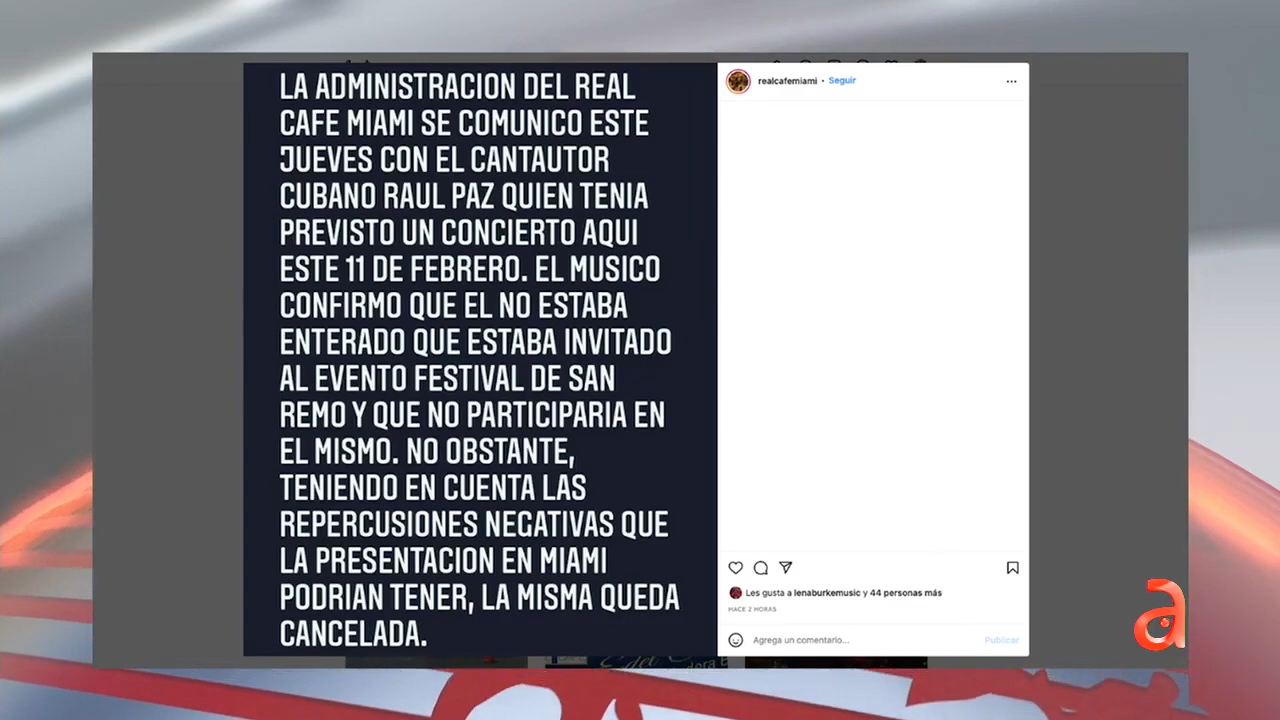 LA ADMINISTRACION DEL REAL
CAFE MIAMI SE COMUNICO ESTE
JUEVES CON EL CANTAUTOR
CUBANO RAUL PAZ QUIEN TENIA
PREVISTO UN CONCIERTO AQUI
ESTE 11 DE FEBRERO. EL MUSICO
CONFIRMO QUE EL NO ESTABA
ENTERADO QUE ESTABA INVITADO
AL EVENTO FESTIVAL DE SAN
REMO Y QUE NO PARTICIPARIA EN
EL MISMO. NO OBSTANTE,
TENIENDO EN CUENTA LAS
REPERCUSIONES NEGATIVAS QUE
LA PRESENTACION EN MIAMI
PODRIAN TENER, LA MISMA QUEDA
CANCELADA.
realcafemiami • Seguir
Les gusta a lenaburkemusic y 44 personas más
HACE 2 HORAS
Agrega un comentario...
Publicar
a
del